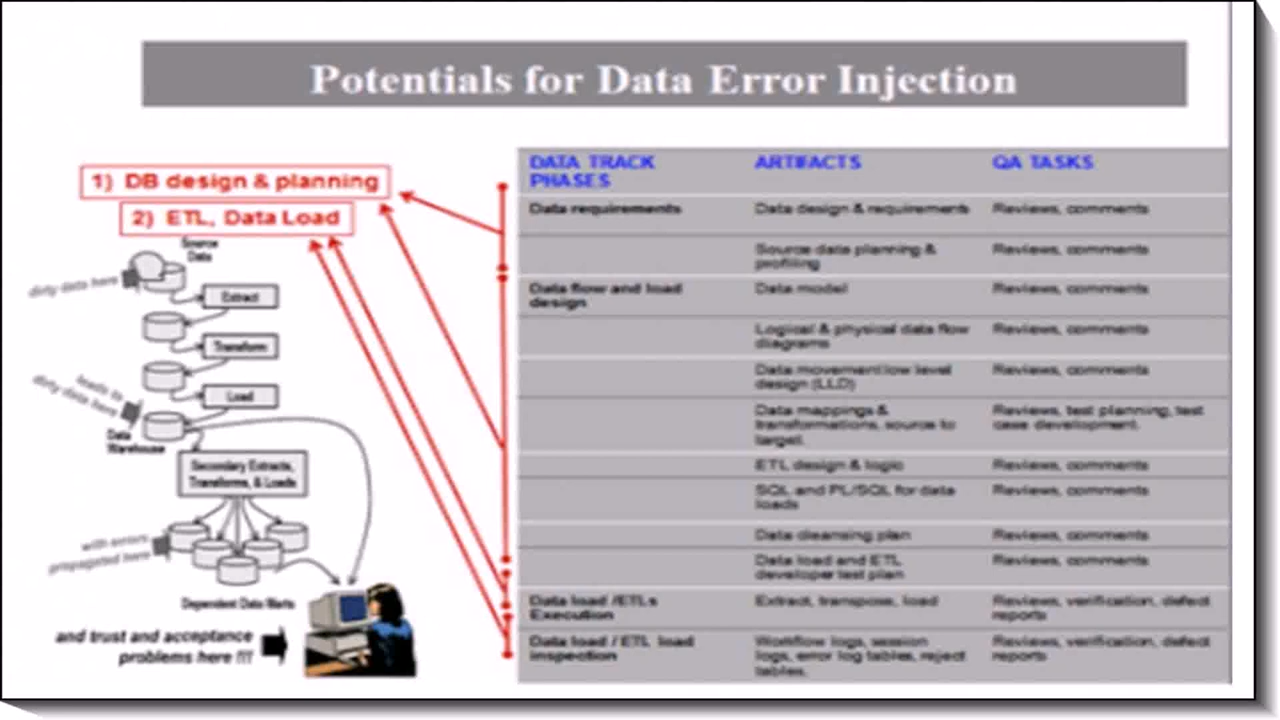 Potentials for Data Error Injection
1) DB design & planning
2) ETL, Data Load
Source
Data
dirty data here
Extract
Transform
Load
leads to
dirty data here
Data
Warehouse
Secondary Extracts,
Transforms, & Loads
with errors
propagated here
Dependent Data Marts
and trust and acceptance
problems here !!!
DATA TRACK PHASES ARTIFACTS QA TASKS
Data requirements Data design & requirements Reviews, comments
Source data planning & profiling Reviews, comments
Data flow and load design Data model Reviews, comments
Logical & physical data flow diagrams Reviews, comments
Data movement low level design (LLD) Reviews, comments
Data mappings & transformations, source to target. Reviews, test planning, test case development.
ETL design & logic Reviews, comments
SQL and PL/SQL for data loads Reviews, comments
Data cleansing plan Reviews, comments
Data load and ETL developer test plan Reviews, comments
Data load /ETLs Execution Extract, transpose, load Reviews, verification, defect reports
Data load / ETL load inspection Workflow logs, session logs, error log tables, reject tables, Reviews, verification, defect reports